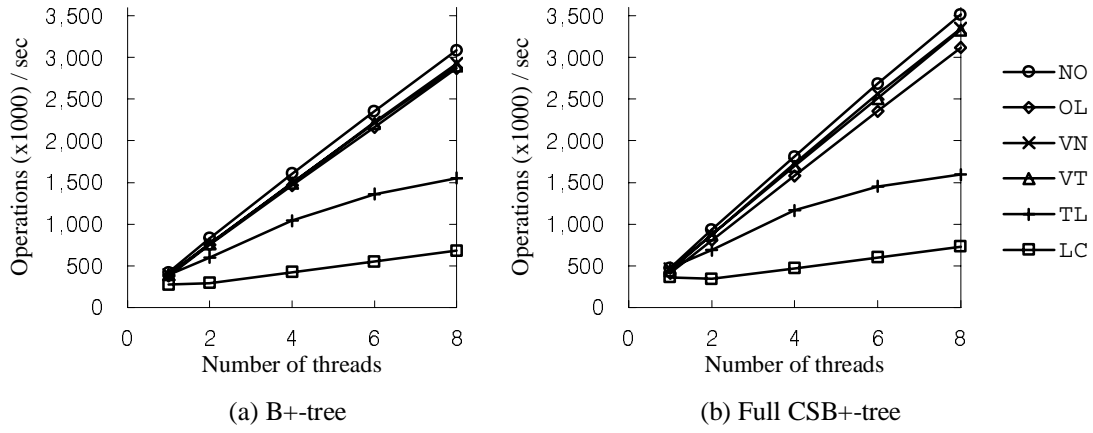 3,500
3,000
2,500
2,000
1,500
1,000
500
0
Operations (x1000) / sec
0 2 4 6 8
Number of threads
(a) B+-tree
3,500
3,000
2,500
2,000
1,500
1,000
500
0
Operations (x1000) / sec
0 2 4 6 8
Number of threads
(b) Full CSB+-tree
NO
OL
VN
VT
TL
LC